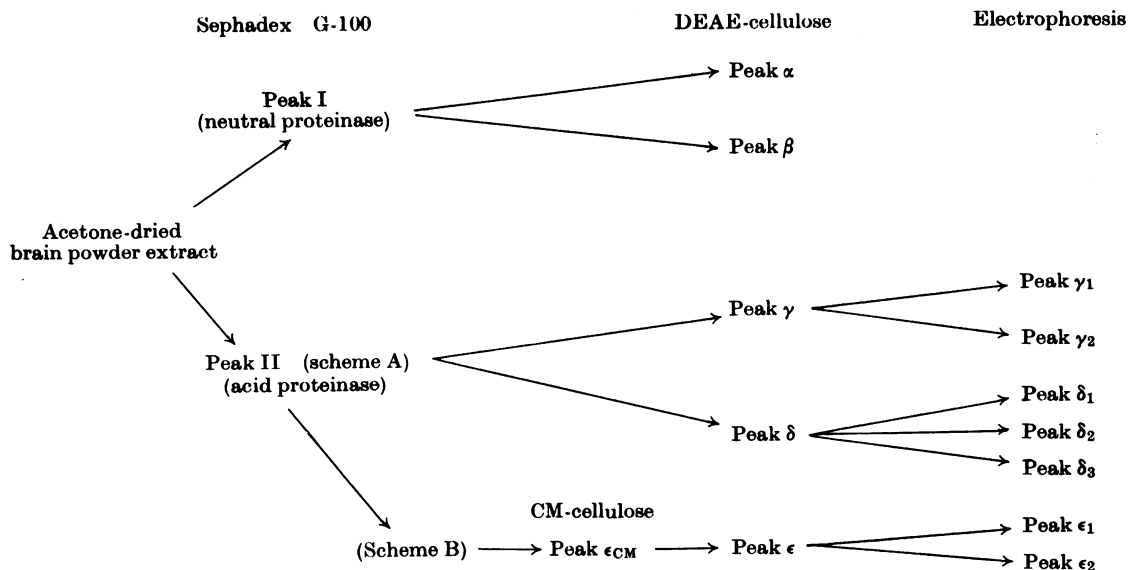 Sephadex G-100
DEAE-cellulose
Electrophoresis
Peak I
(neutral proteinase)
Peak α
Peak β
Acetone-dried
brain powder extract
Peak II (scheme A)
(acid proteinase)
Peak γ
Peak γ1
Peak γ2
Peak δ
Peak δ1
Peak δ2
Peak δ3
CM-cellulose
(Scheme B)
Peak ϵCM
Peak ϵ
Peak ϵ1
Peak ϵ2